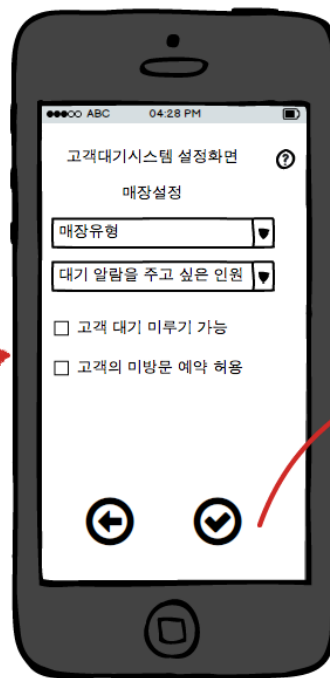 ABC 04:28 PM
고객대기시스템 설정화면 ?
매장설정
매장유형
대기 알람을 주고 싶은 인원
고객 대기 미루기 가능
고객의 미방문 예약 허용